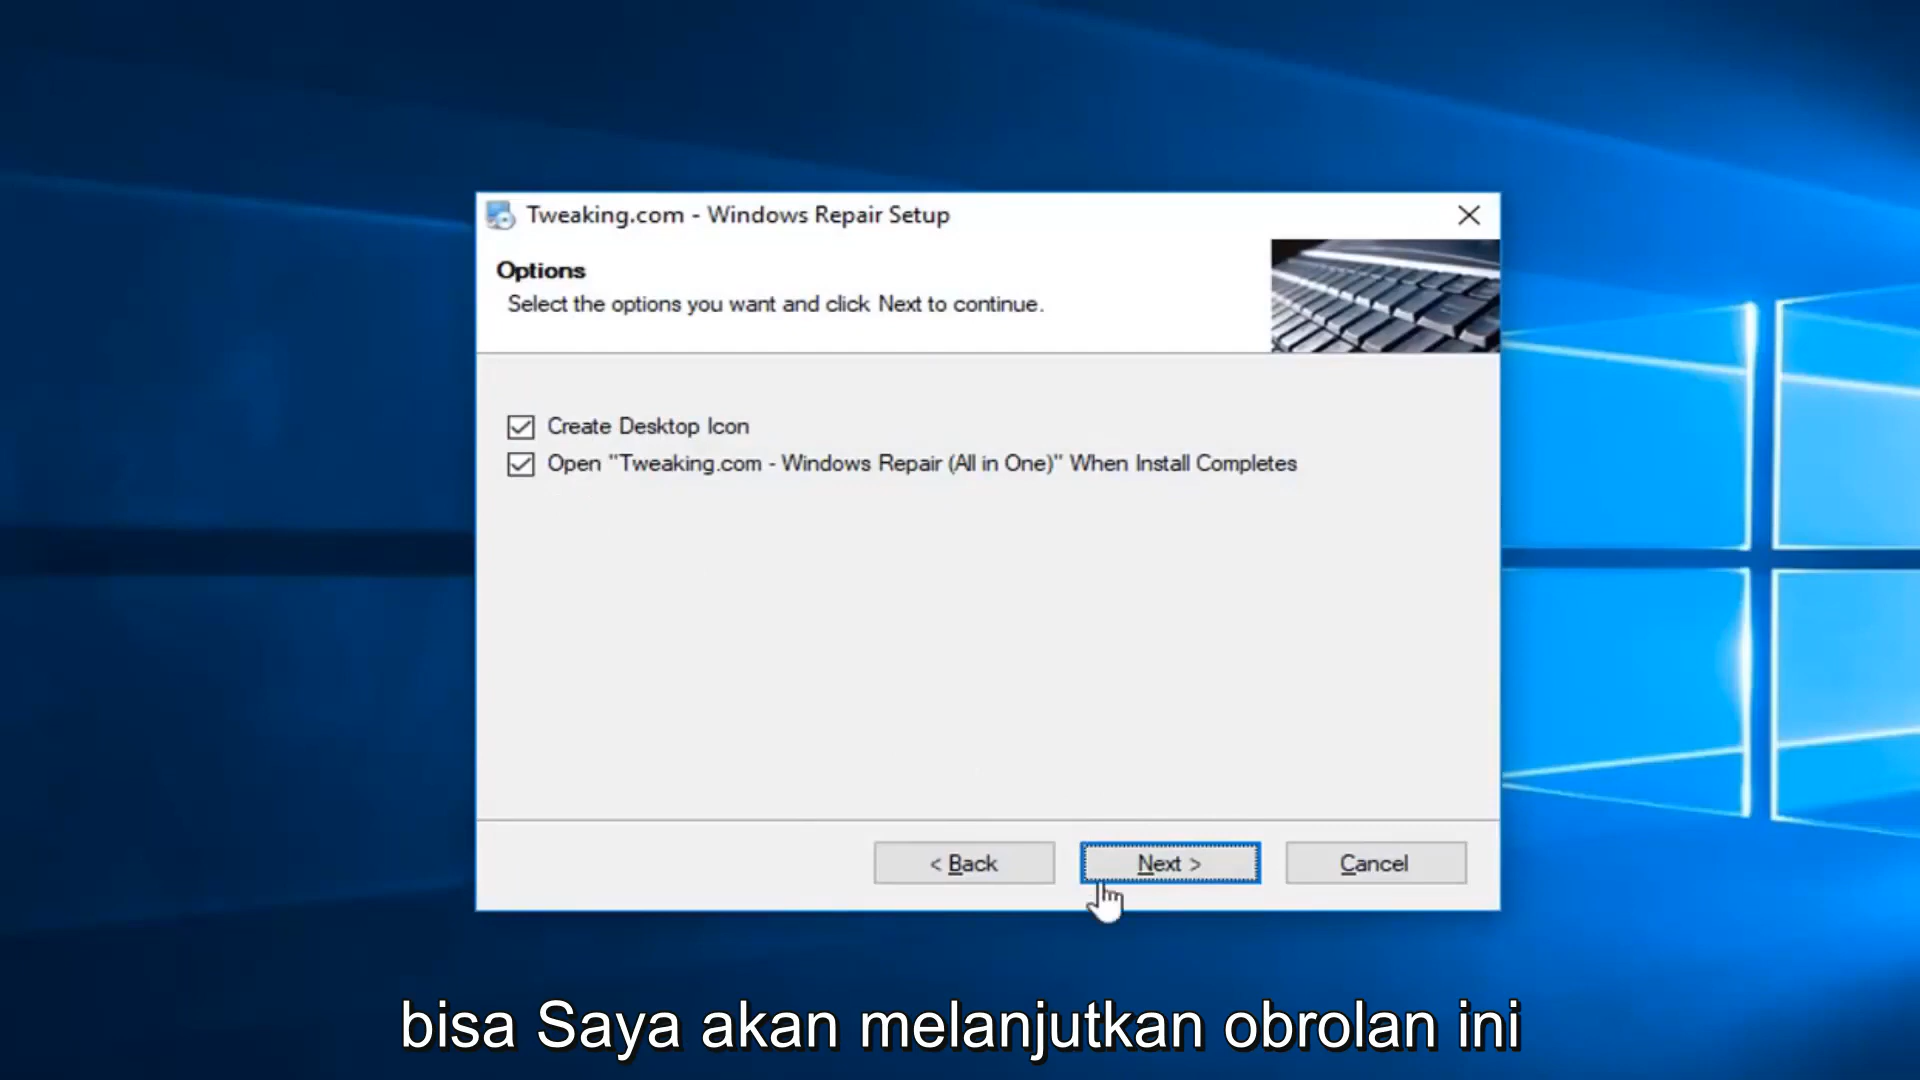 Tweaking.com - Windows Repair Setup
Options
Select the options you want and click Next to continue.
Create Desktop Icon
Open "Tweaking.com - Windows Repair (All in One)" When Install Completes
< Back
Next >
Cancel
bisa Saya akan melanjutkan obrolan ini